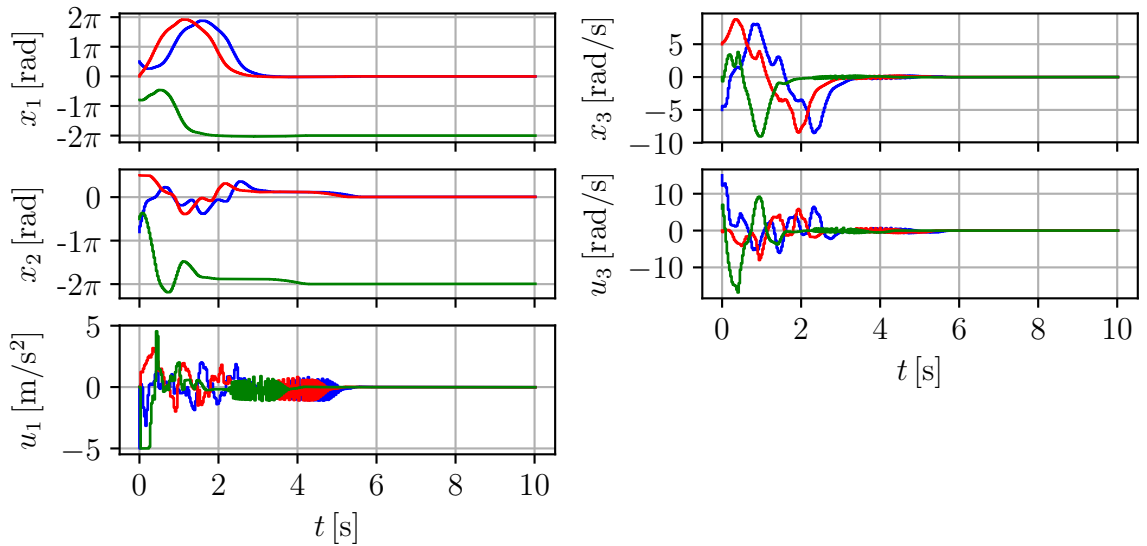 x₁ [rad]
2π
1π
0
-1π
-2π
x₂ [rad]
0
-1π
-2π
u₁ [m/s²]
5
0
−5
0 2 4 6 8 10
t [s]
x₃ [rad/s]
5
0
−5
−10
u₃ [rad/s]
10
0
−10
0 2 4 6 8 10
t [s]